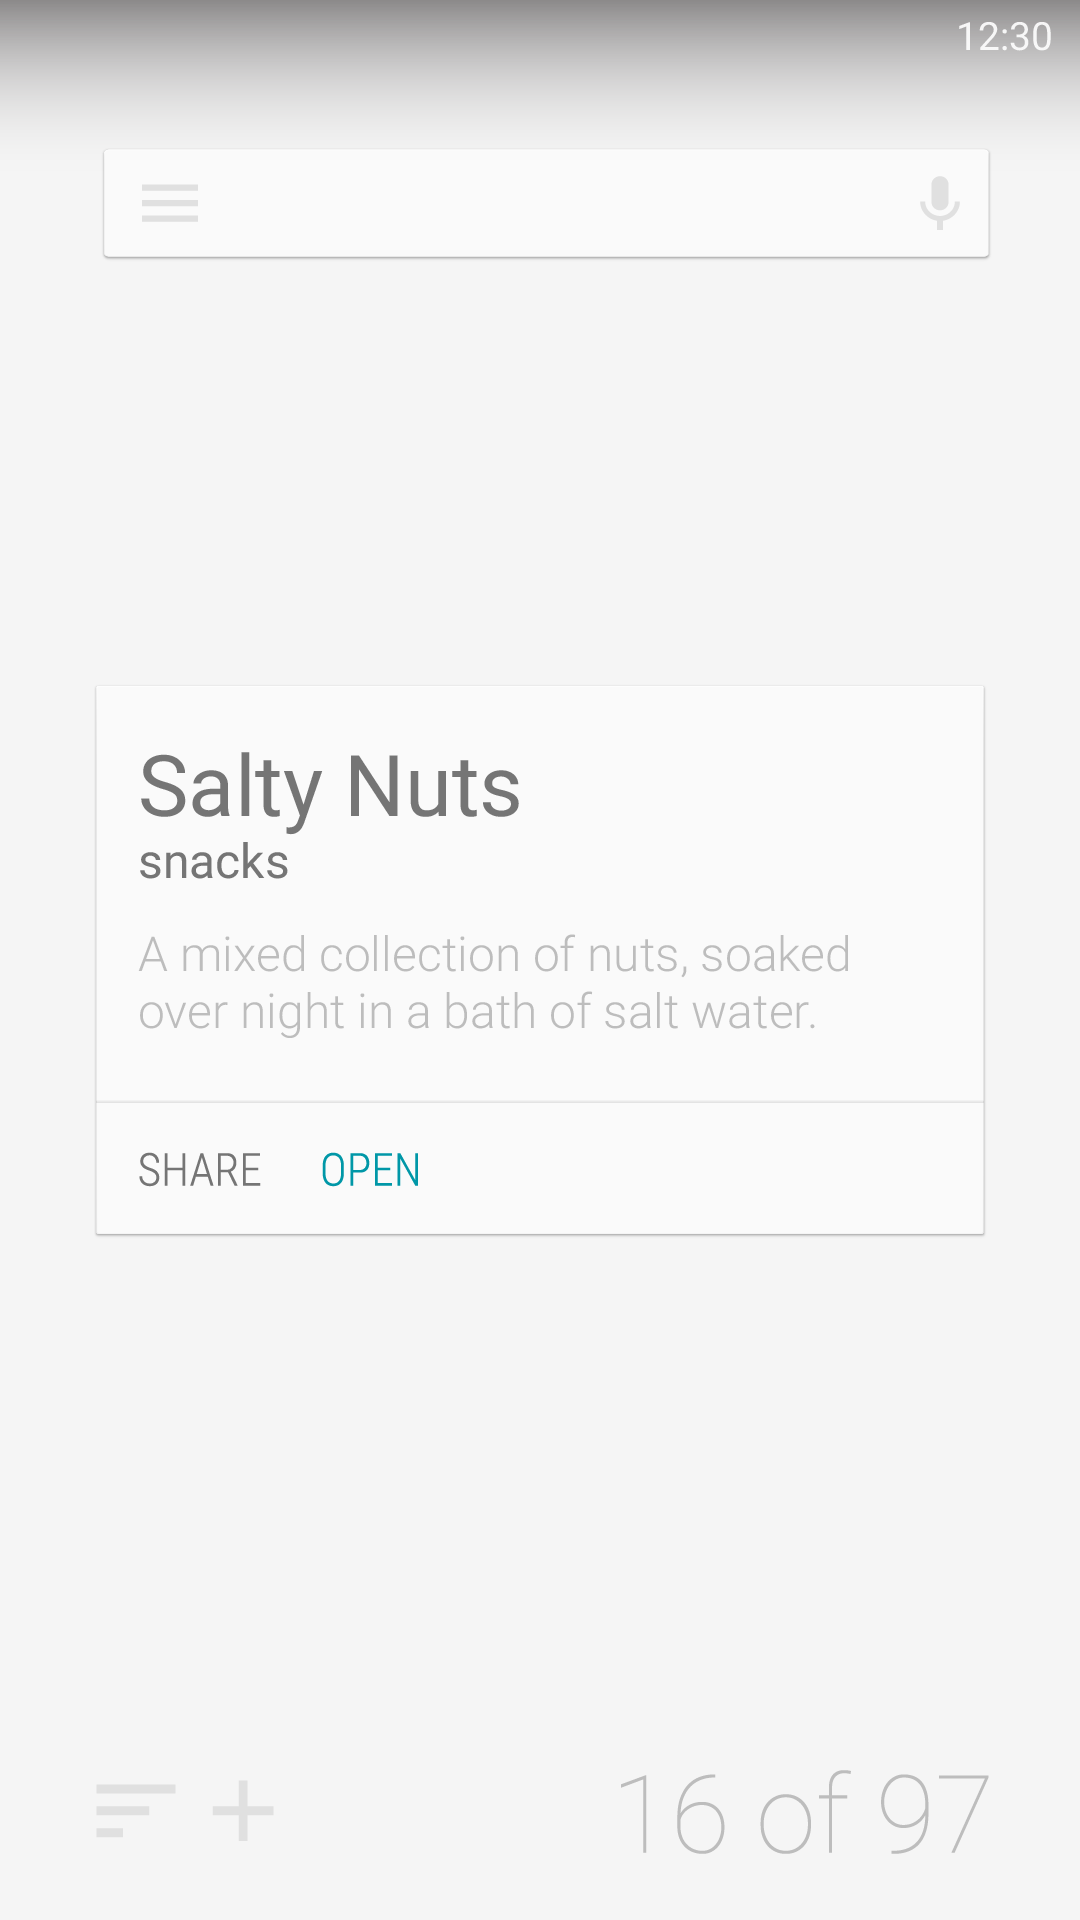 12:30
Salty Nuts
snacks
A mixed collection of nuts, soaked
over night in a bath of salt water.
SHARE OPEN
16 of 97